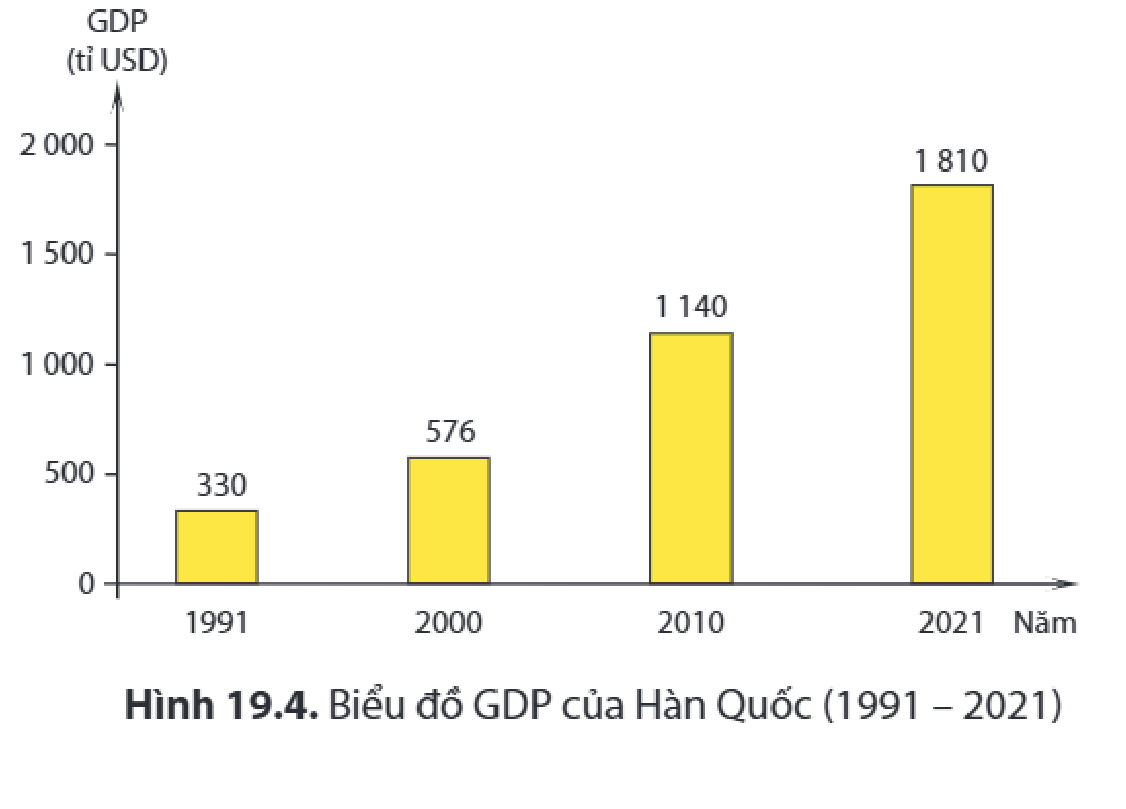 GDP
(tỉ USD)
2 000
1 500
1 000
500
0
330
576
1 140
1 810
1991 2000 2010 2021 Năm
Hình 19.4. Biểu đồ GDP của Hàn Quốc (1991 – 2021)